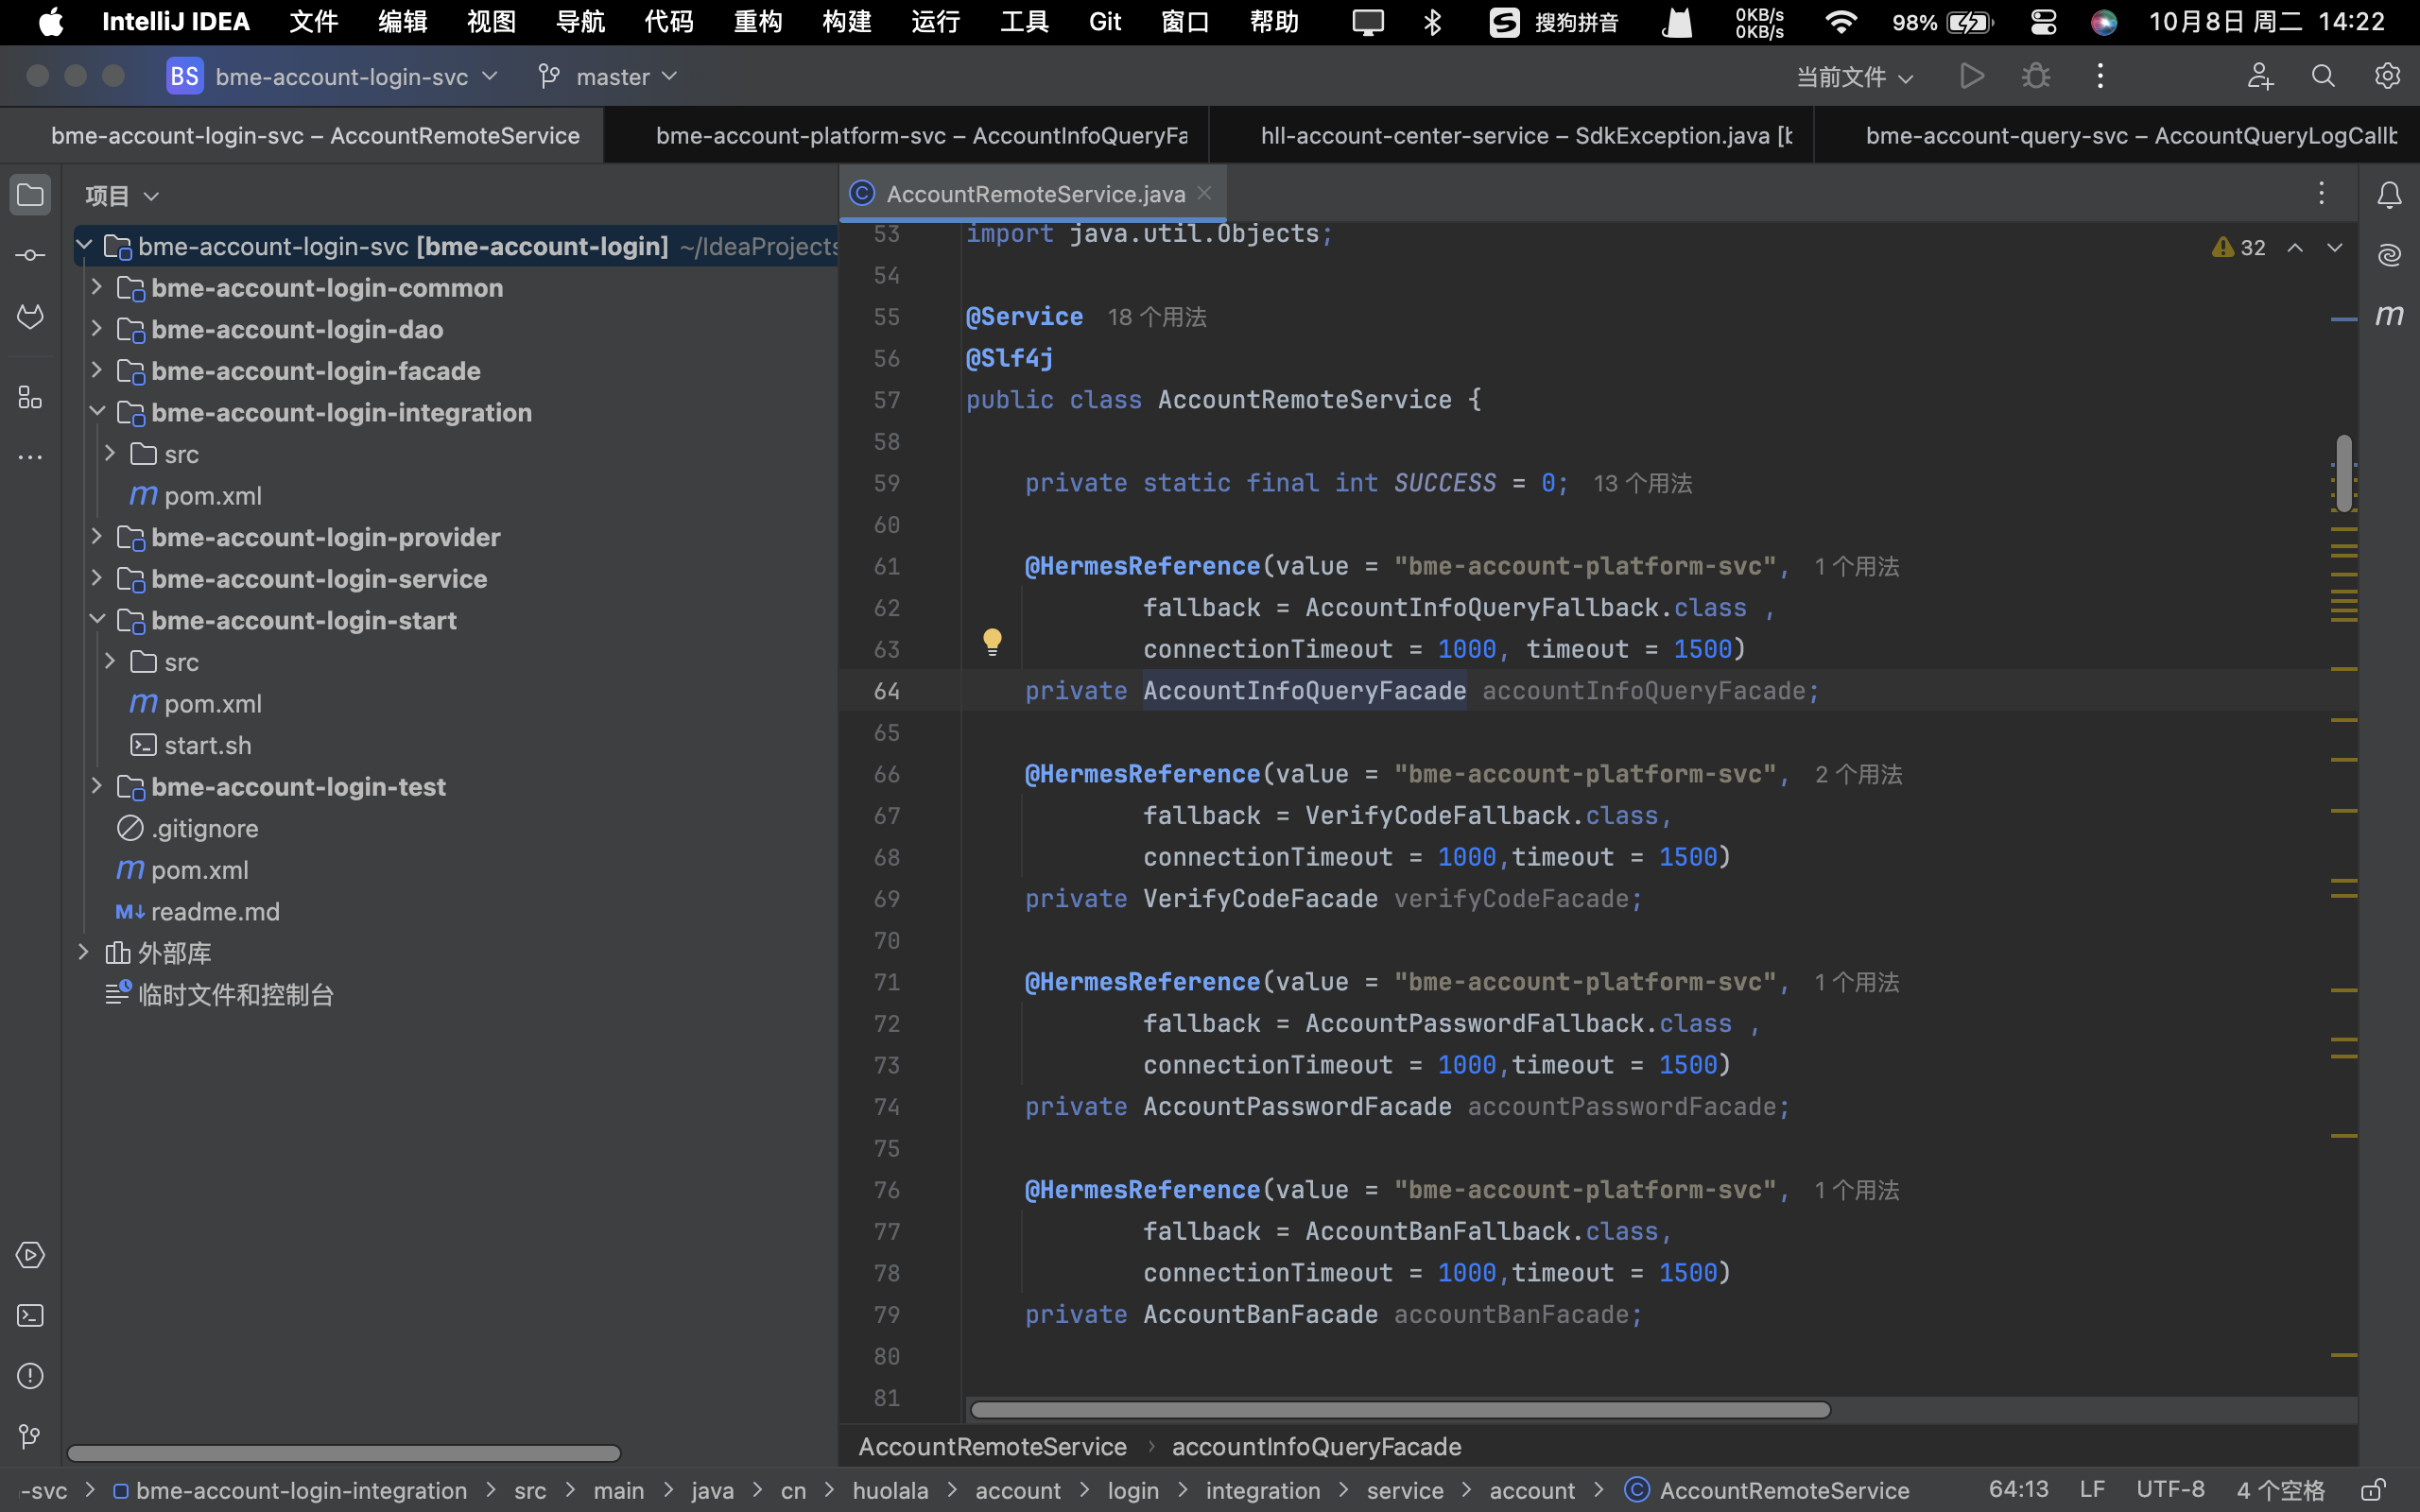 IntelliJ IDEA 文件 编辑 视图 导航 代码 重构 构建 运行 工具 Git 窗口 帮助 搜狗拼音 0KB/s 0KB/s 98% 10月8日 周二 14:22
BS bme-account-login-svc master 当前文件
bme-account-login-svc – AccountRemoteService bme-account-platform-svc – AccountInfoQueryFa hll-account-center-service – SdkException.java [b bme-account-query-svc – AccountQueryLogCallb
项目
bme-account-login-svc [bme-account-login] ~/IdeaProjects
bme-account-login-common
bme-account-login-dao
bme-account-login-facade
bme-account-login-integration
src
pom.xml
bme-account-login-provider
bme-account-login-service
bme-account-login-start
src
pom.xml
start.sh
bme-account-login-test
.gitignore
pom.xml
readme.md
外部库
临时文件和控制台
AccountRemoteService.java
32
53 import java.util.Objects;
54
55 @Service 18 个用法
56 @Slf4j
57 public class AccountRemoteService {
58
59 private static final int SUCCESS = 0; 13 个用法
60
61 @HermesReference(value = "bme-account-platform-svc", 1 个用法
62 fallback = AccountInfoQueryFallback.class ,
63 connectionTimeout = 1000, timeout = 1500)
64 private AccountInfoQueryFacade accountInfoQueryFacade;
65
66 @HermesReference(value = "bme-account-platform-svc", 2 个用法
67 fallback = VerifyCodeFallback.class,
68 connectionTimeout = 1000,timeout = 1500)
69 private VerifyCodeFacade verifyCodeFacade;
70
71 @HermesReference(value = "bme-account-platform-svc", 1 个用法
72 fallback = AccountPasswordFallback.class ,
73 connectionTimeout = 1000,timeout = 1500)
74 private AccountPasswordFacade accountPasswordFacade;
75
76 @HermesReference(value = "bme-account-platform-svc", 1 个用法
77 fallback = AccountBanFallback.class,
78 connectionTimeout = 1000,timeout = 1500)
79 private AccountBanFacade accountBanFacade;
80
81
AccountRemoteService › accountInfoQueryFacade
-svc > bme-account-login-integration > src > main > java > cn > huolala > account > login > integration > service > account > AccountRemoteService 64:13 LF UTF-8 4 个空格